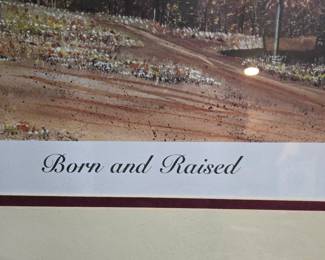 Born and Raised